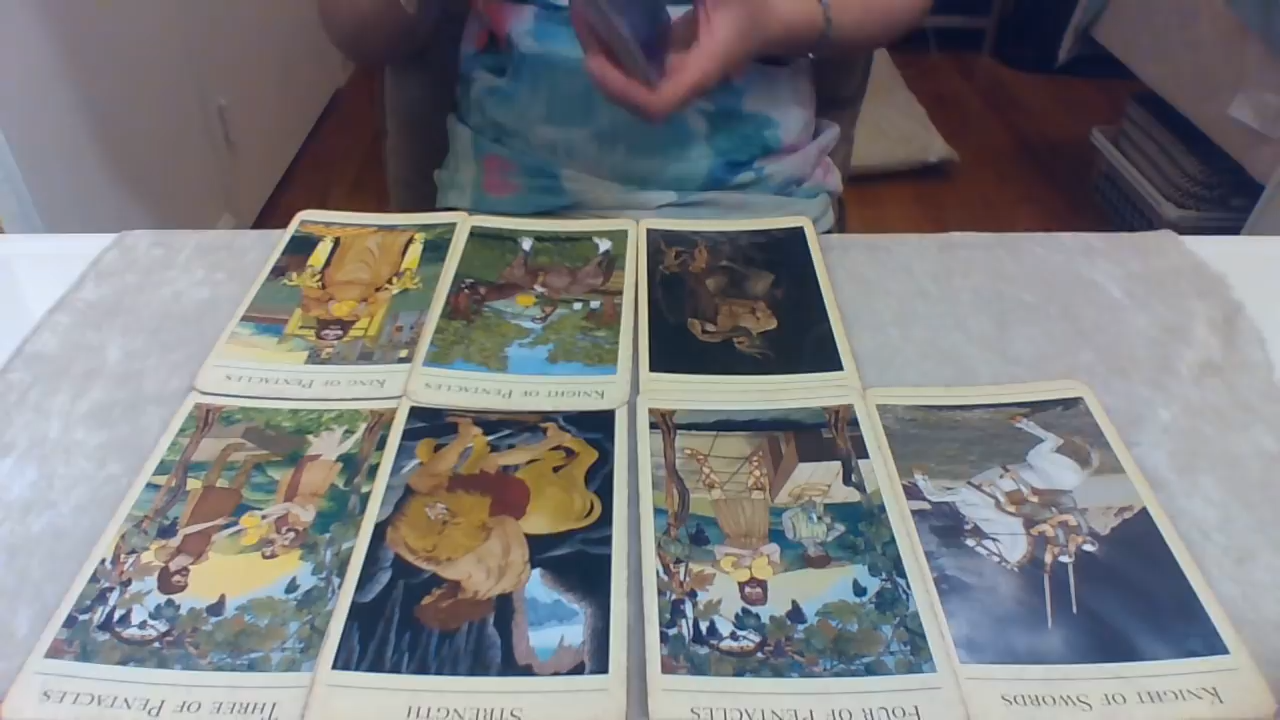 KING OF PENTACLES
KNIGHT OF PENTACLES
THREE OF PENTACLES
STRENGTH
FOUR OF PENTACLES
KNIGHT OF SWORDS